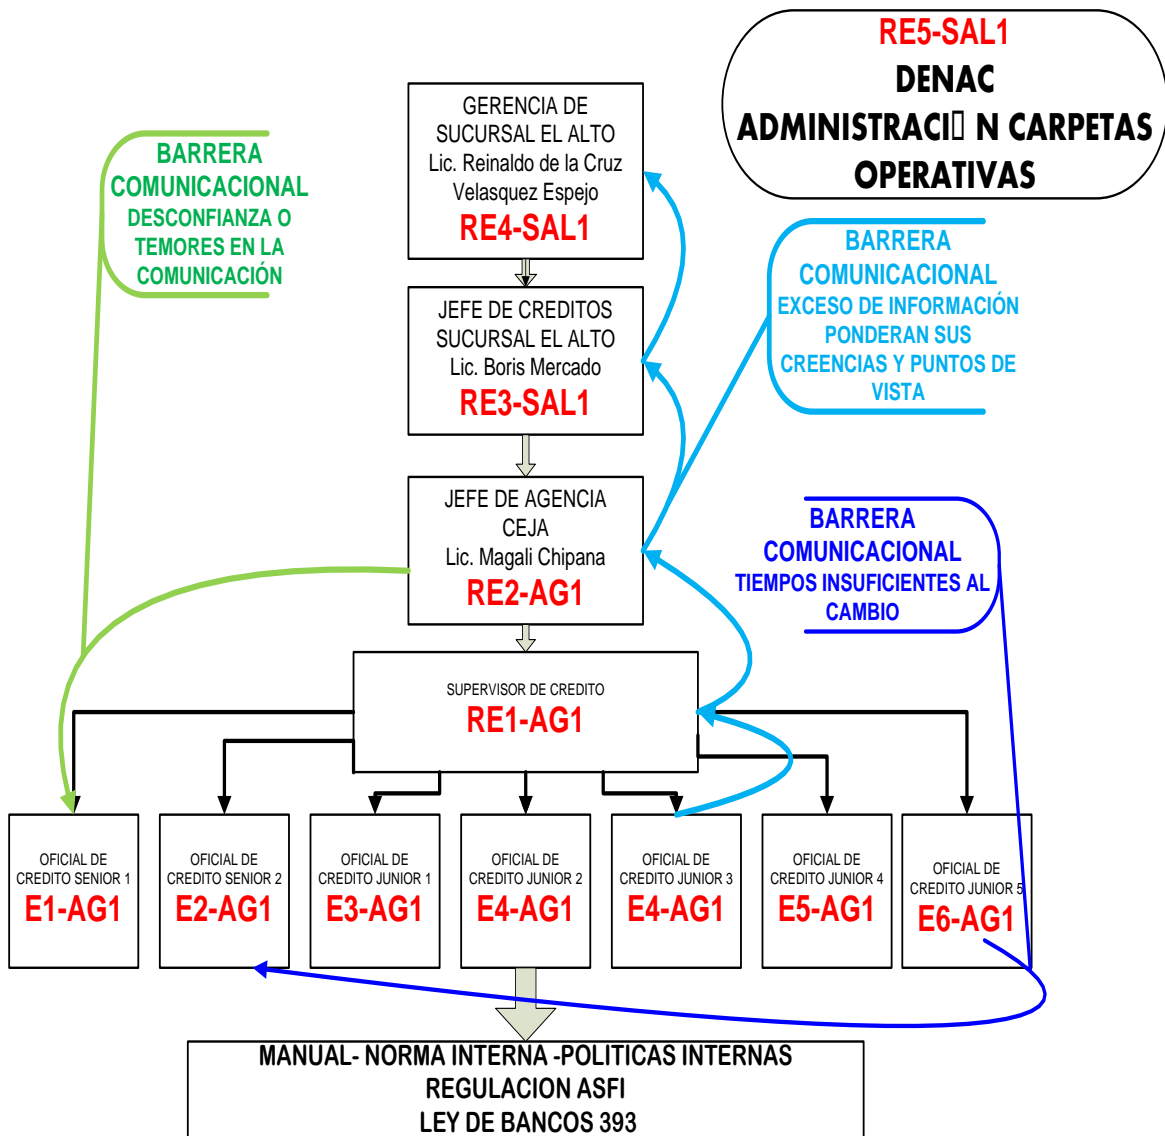 RE5-SAL1
DENAC
ADMINISTRACI▯ N CARPETAS
OPERATIVAS
GERENCIA DE
SUCURSAL EL ALTO
Lic. Reinaldo de la Cruz
Velasquez Espejo
RE4-SAL1
BARRERA
COMUNICACIONAL
DESCONFIANZA O
TEMORES EN LA
COMUNICACIÓN
BARRERA
COMUNICACIONAL
EXCESO DE INFORMACIÓN
PONDERAN SUS
CREENCIAS Y PUNTOS DE
VISTA
JEFE DE CREDITOS
SUCURSAL EL ALTO
Lic. Boris Mercado
RE3-SAL1
JEFE DE AGENCIA
CEJA
Lic. Magali Chipana
RE2-AG1
BARRERA
COMUNICACIONAL
TIEMPOS INSUFICIENTES AL
CAMBIO
SUPERVISOR DE CREDITO
RE1-AG1
OFICIAL DE
CREDITO SENIOR 1
E1-AG1
OFICIAL DE
CREDITO SENIOR 2
E2-AG1
OFICIAL DE
CREDITO JUNIOR 1
E3-AG1
OFICIAL DE
CREDITO JUNIOR 2
E4-AG1
OFICIAL DE
CREDITO JUNIOR 3
E4-AG1
OFICIAL DE
CREDITO JUNIOR 4
E5-AG1
OFICIAL DE
CREDITO JUNIOR 5
E6-AG1
MANUAL- NORMA INTERNA -POLITICAS INTERNAS
REGULACION ASFI
LEY DE BANCOS 393